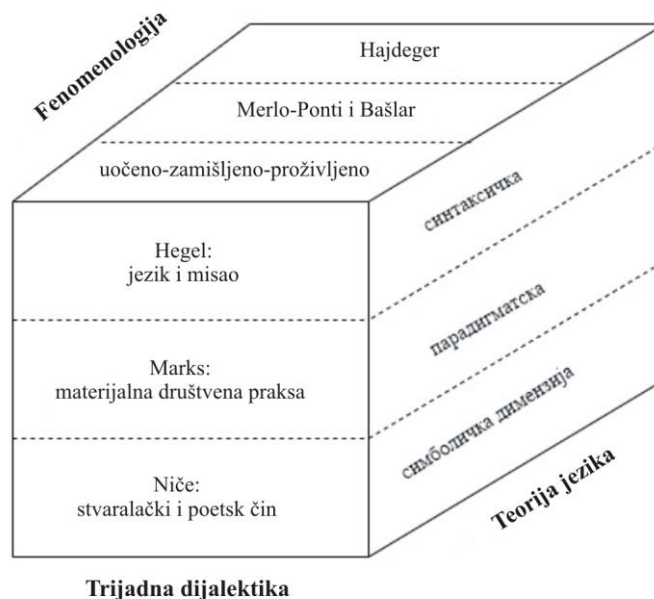 Fenomenologija
Hajdeger
Merlo-Ponti i Bašlar
uočeno-zamišljeno-proživljeno
Hegel:
jezik i misao
Marks:
materijalna društvena praksa
Niče:
stvaralački i poetsk čin
синтаксичка
парадигматска
симболичка димензија
Teorija jezika
Trijadna dijalektika